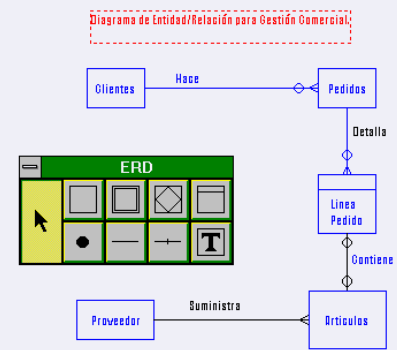 Diagrama de Entidad/Relación para Gestión Comercial.
Clientes
Hace
Pedidos
Detalla
ERD
Linea
Pedido
T
Contiene
Suministra
Proveedor
Articulos